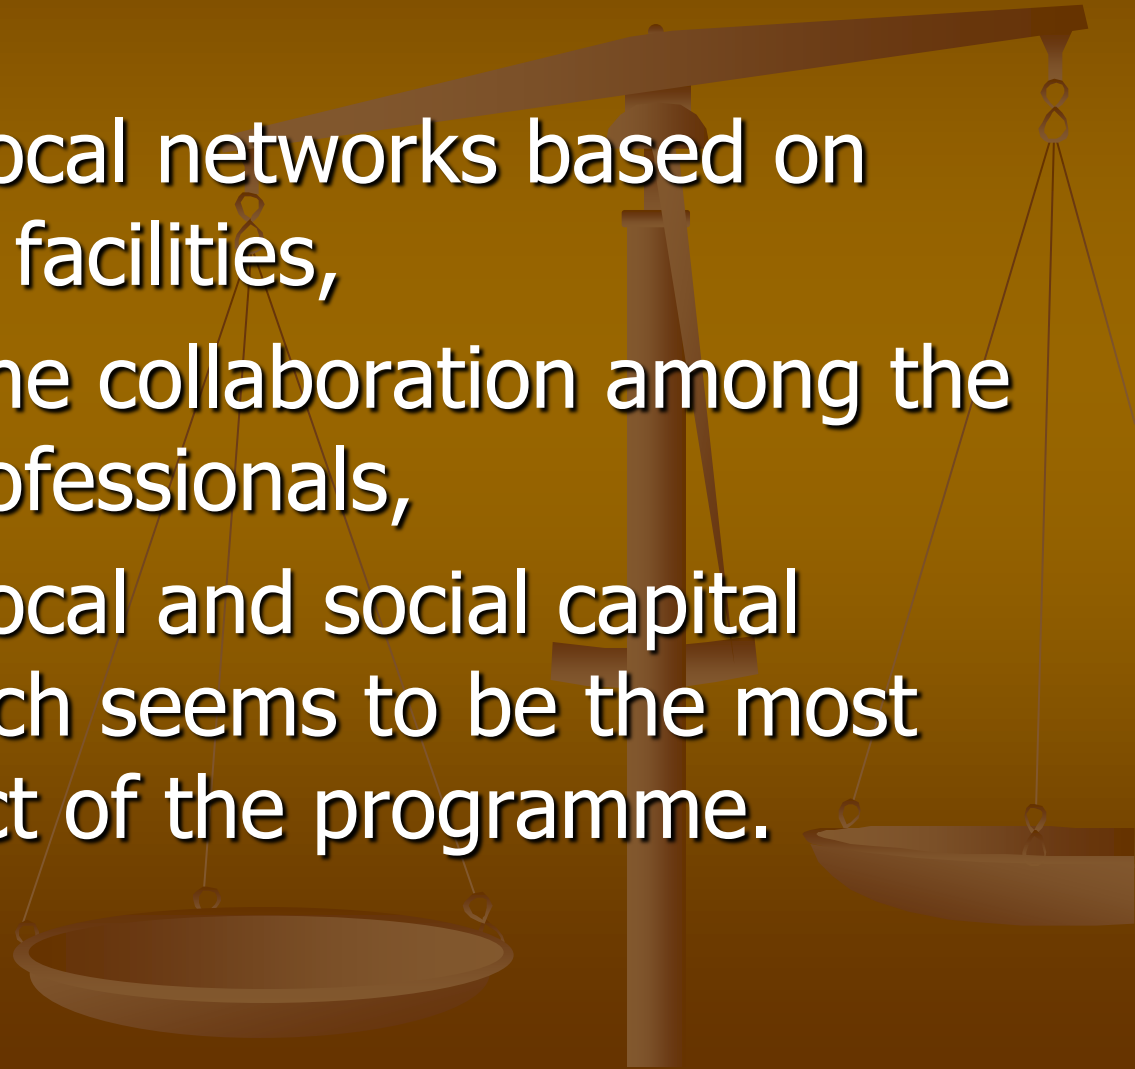 ocal networks based on
facilities,
ne collaboration among the
ofessionals,
ocal and social capital
ch seems to be the most
ct of the programme.